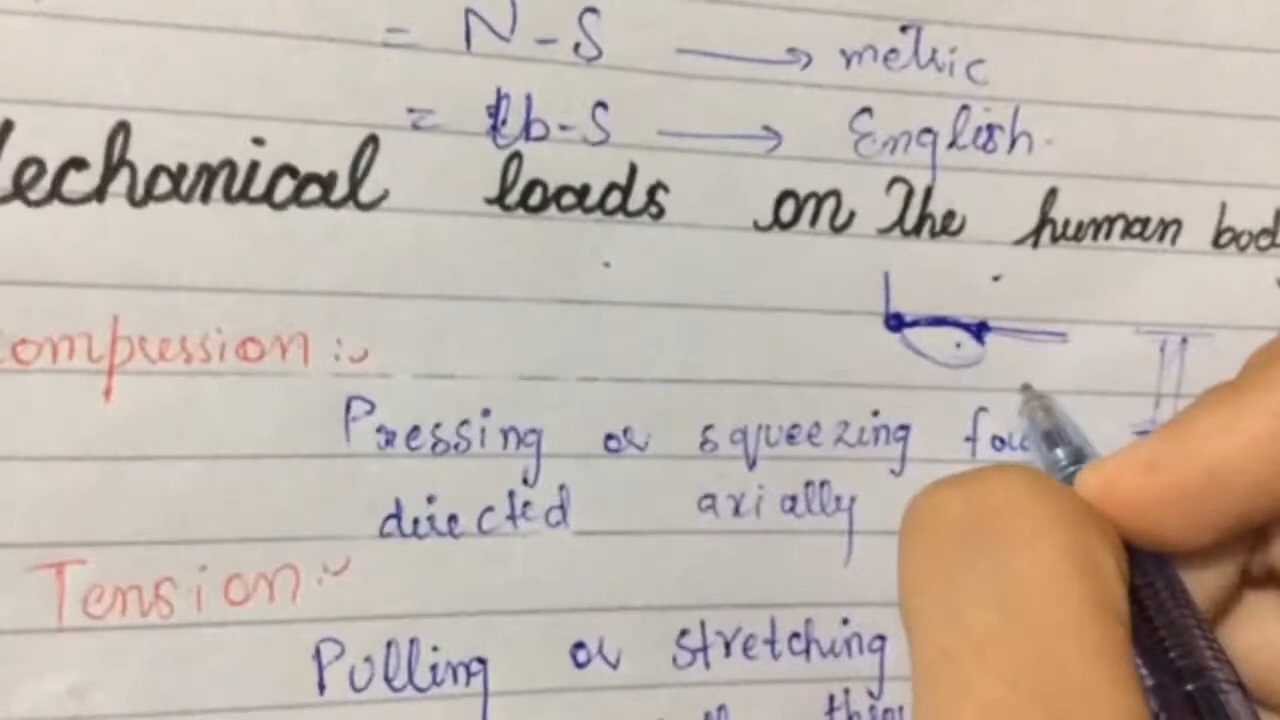 = N-S → metric
= lb-S → English.
Mechanical loads on The human bod
ompression :-
Pressing or squeezing fo
directed axially
Tension:-
Pulling or stretching